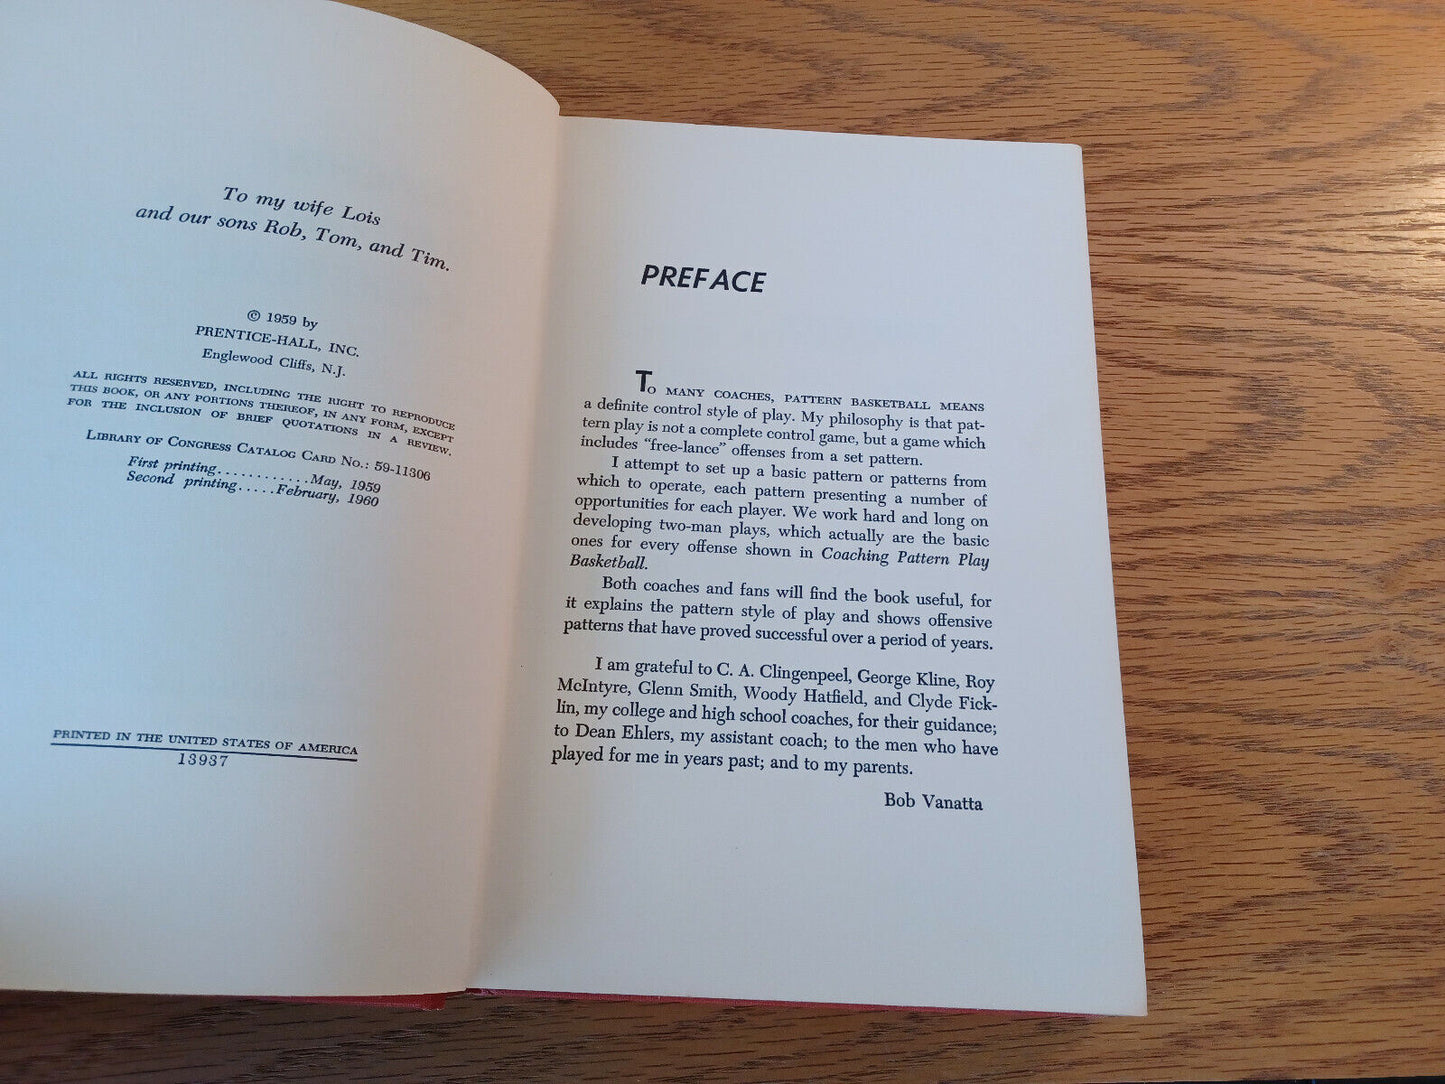 To my wife Lois
and our sons Rob, Tom, and Tim.
© 1959 by
PRENTICE-HALL, INC.
Englewood Cliffs, N.J.
ALL RIGHTS RESERVED, INCLUDING THE RIGHT TO REPRODUCE
THIS BOOK, OR ANY PORTIONS THEREOF, IN ANY FORM, EXCEPT
FOR THE INCLUSION OF BRIEF QUOTATIONS IN A REVIEW.
LIBRARY OF CONGRESS CATALOG CARD NO.: 59-11306
First printing...........May, 1959
Second printing.....February, 1960
PRINTED IN THE UNITED STATES OF AMERICA
13937
PREFACE
TO MANY COACHES, PATTERN BASKETBALL MEANS
a definite control style of play. My philosophy is that pat-
tern play is not a complete control game, but a game which
includes "free-lance" offenses from a set pattern.
I attempt to set up a basic pattern or patterns from
which to operate, each pattern presenting a number of
opportunities for each player. We work hard and long on
developing two-man plays, which actually are the basic
ones for every offense shown in Coaching Pattern Play
Basketball.
Both coaches and fans will find the book useful, for
it explains the pattern style of play and shows offensive
patterns that have proved successful over a period of years.
I am grateful to C. A. Clingenpeel, George Kline, Roy
McIntyre, Glenn Smith, Woody Hatfield, and Clyde Fick-
lin, my college and high school coaches, for their guidance;
to Dean Ehlers, my assistant coach; to the men who have
played for me in years past; and to my parents.
Bob Vanatta